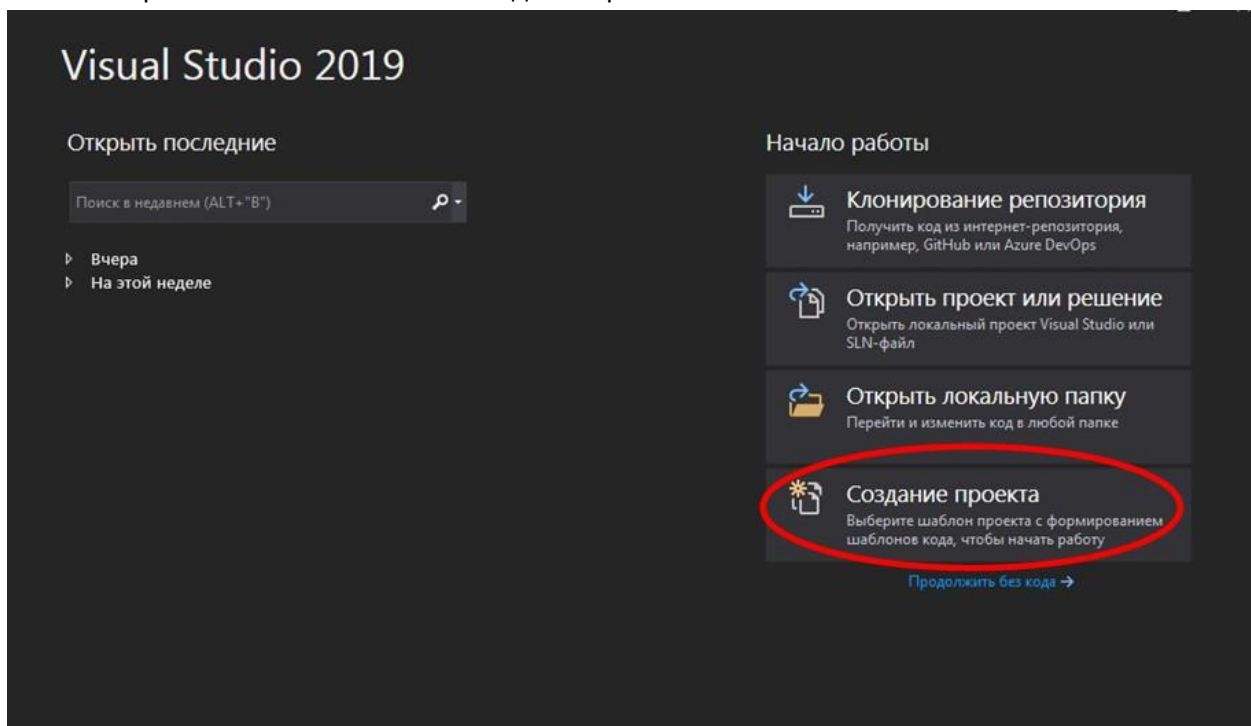 Visual Studio 2019
Открыть последние
Поиск в недавнем (ALT+"В")
Вчера
На этой неделе
Начало работы
Клонирование репозитория
Получить код из интернет-репозитория,
например, GitHub или Azure DevOps
Открыть проект или решение
Открыть локальный проект Visual Studio или
SLN-файл
Открыть локальную папку
Перейти и изменить код в любой папке
Создание проекта
Выберите шаблон проекта с формированием
шаблонов кода, чтобы начать работу
Продолжить без кода →